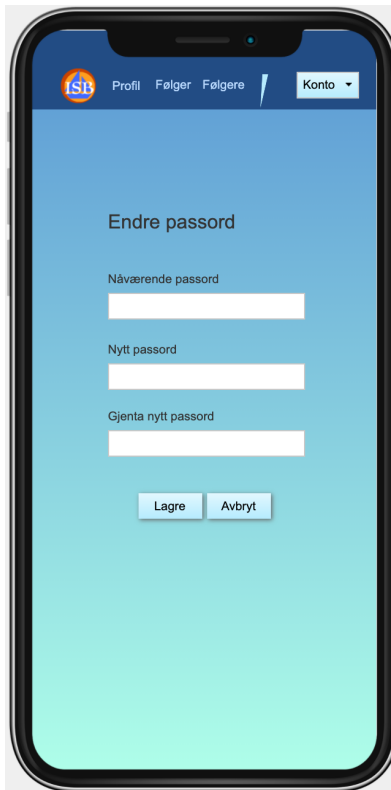 ISB Profil Følger Følgere Konto
Endre passord
Nåværende passord
Nytt passord
Gjenta nytt passord
Lagre Avbryt